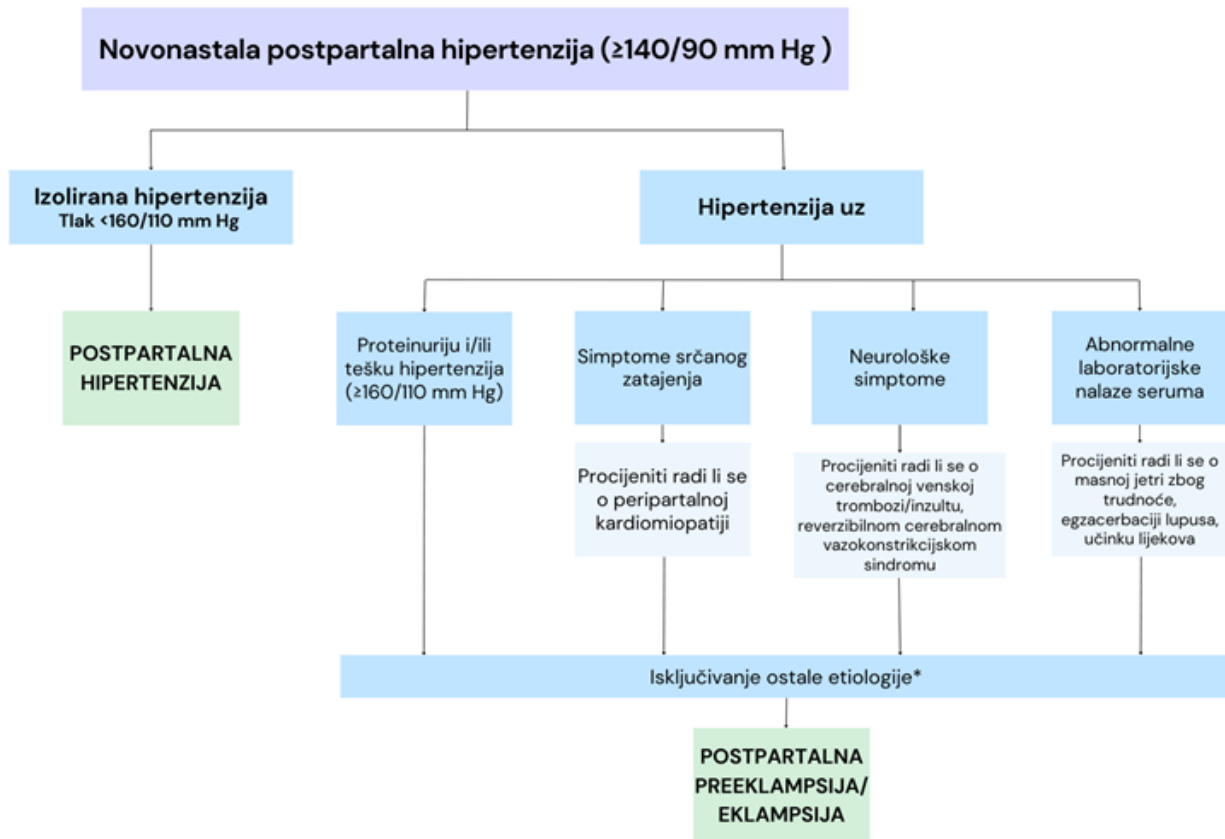 Novonastala postpartalna hipertenzija (≥140/90 mm Hg )
Izolirana hipertenzija
Tlak <160/110 mm Hg
Hipertenzija uz
POSTPARTALNA
HIPERTENZIJA
Proteinuriju i/ili
tešku hipertenzija
(≥160/110 mm Hg)
Simptome srčanog
zatajenja
Neurološke
simptome
Abnormalne
laboratorijske
nalaze seruma
Procijeniti radi li se
o peripartalnoj
kardiomiopatiji
Procijeniti radi li se o
cerebralnoj venskoj
trombozi/inzultu,
reverzibilnom cerebralnom
vazokonstrikcijskom
sindromu
Procijeniti radi li se o
masnoj jetri zbog
trudnoće,
egzacerbaciji lupusa,
učinku lijekova
Isključivanje ostale etiologije*
POSTPARTALNA
PREEKLAMPSIJA/
EKLAMPSIJA